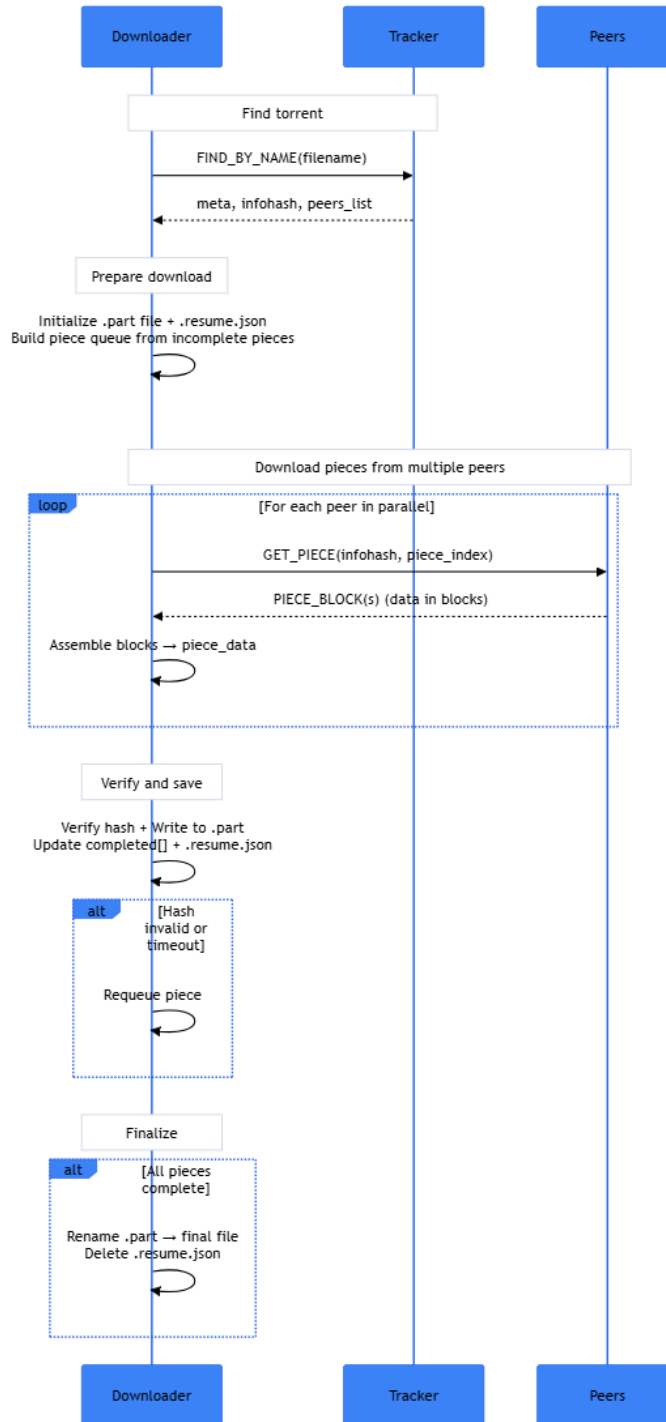 Downloader
Tracker
Peers
Find torrent
FIND_BY_NAME(filename)
meta, infohash, peers_list
Prepare download
Initialize .part file + .resume.json
Build piece queue from incomplete pieces
Download pieces from multiple peers
loop
[For each peer in parallel]
GET_PIECE(infohash, piece_index)
PIECE_BLOCK(s) (data in blocks)
Assemble blocks → piece_data
Verify and save
Verify hash + Write to .part
Update completed[] + .resume.json
alt
[Hash
invalid or
timeout]
Requeue piece
Finalize
alt
[All pieces
complete]
Rename .part → final file
Delete .resume.json
Downloader
Tracker
Peers